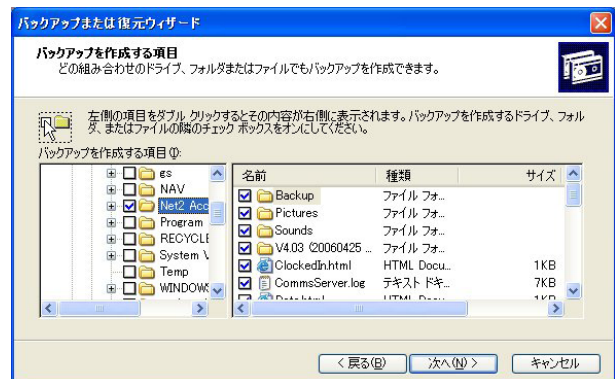 バックアップまたは復元ウィザード
バックアップを作成する項目
どの組み合わせのドライブ、フォルダまたはファイルでもバックアップを作成できます。
左側の項目をダブル クリックするとその内容が右側に表示されます。バックアップを作成するドライブ、フォル
ダ、またはファイルの隣のチェック ボックスをオンにしてください。
バックアップを作成する項目(I):
gs
NAV
Net2 Acc
Program
RECYCLE
System V
Temp
WINDOWS
名前 種類 サイズ
Backup ファイル フォ...
Pictures ファイル フォ...
Sounds ファイル フォ...
V4.03 (20060425 ... ファイル フォ...
ClockedIn.html HTML Docu... 1KB
CommsServer.log テキスト ドキ... 7KB
HTML Docu... 1KB
< 戻る(B) 次へ(N) > キャンセル